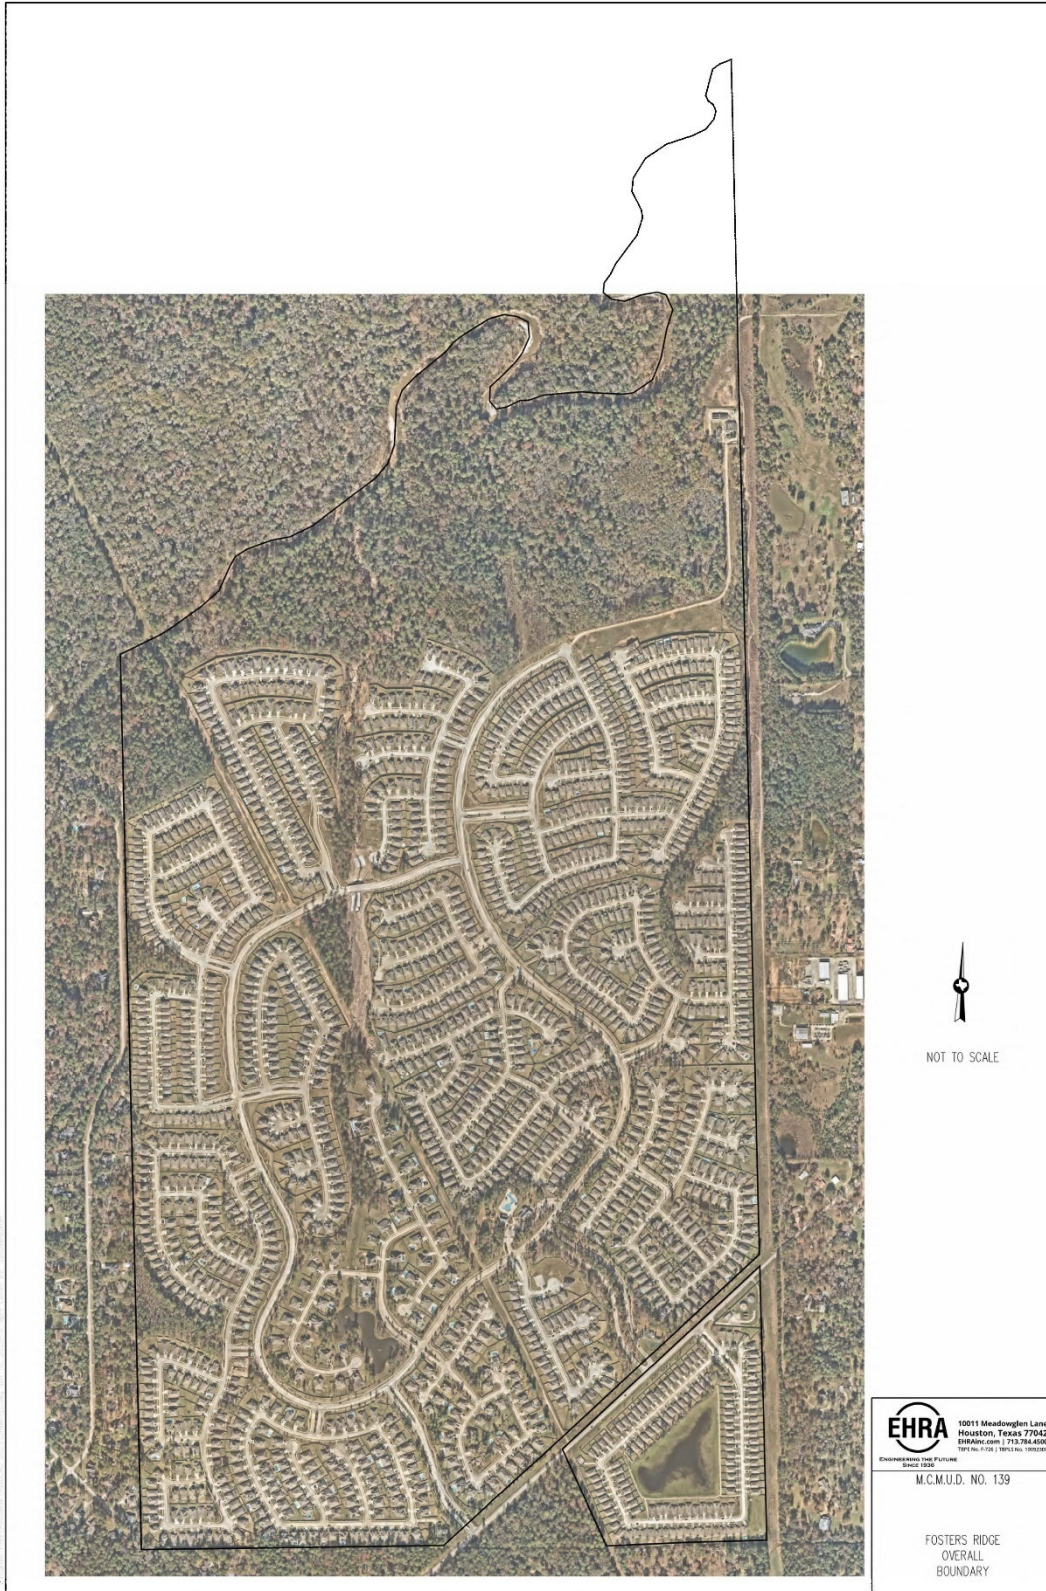 NOT TO SCALE
EHRA
ENGINEERING THE FUTURE
SINCE 1936
10011 Meadowglen Lane
Houston, Texas 77042
EHRAinc.com | 713.784.4500
M.C.M.U.D. NO. 139
FOSTERS RIDGE
OVERALL
BOUNDARY